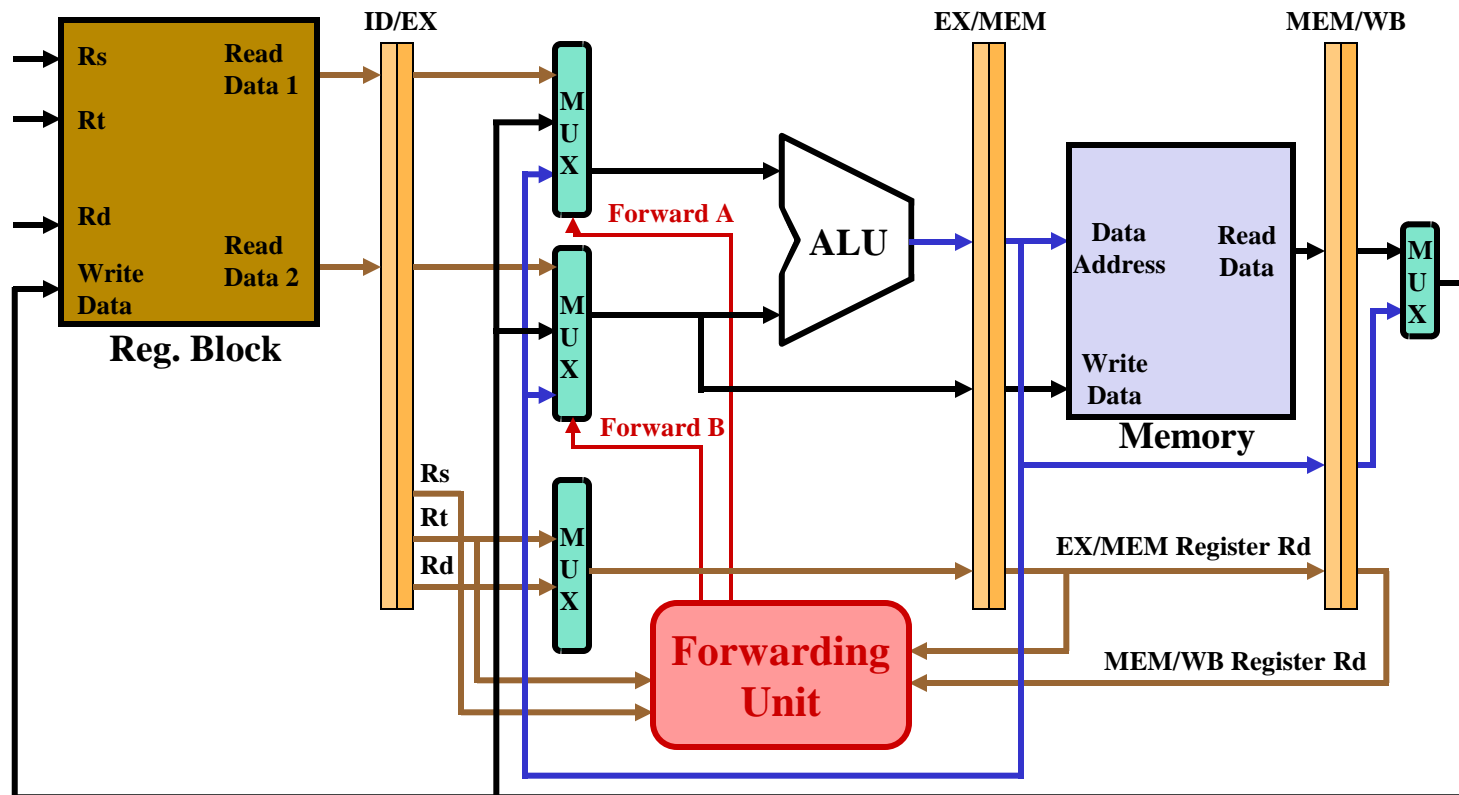 ID/EX
EX/MEM
MEM/WB
Rs
Read
Data 1
Rt
Rd
Read
Data 2
Write
Data
Reg. Block
M
U
X
Forward A
M
U
X
Forward B
ALU
Data
Address
Read
Data
Write
Data
Memory
M
U
X
Rs
Rt
Rd
M
U
X
EX/MEM Register Rd
MEM/WB Register Rd
Forwarding
Unit